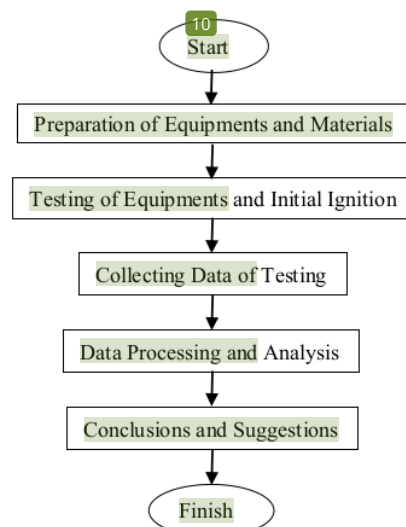 10
Start
Preparation of Equipments and Materials
Testing of Equipments and Initial Ignition
Collecting Data of Testing
Data Processing and Analysis
Conclusions and Suggestions
Finish